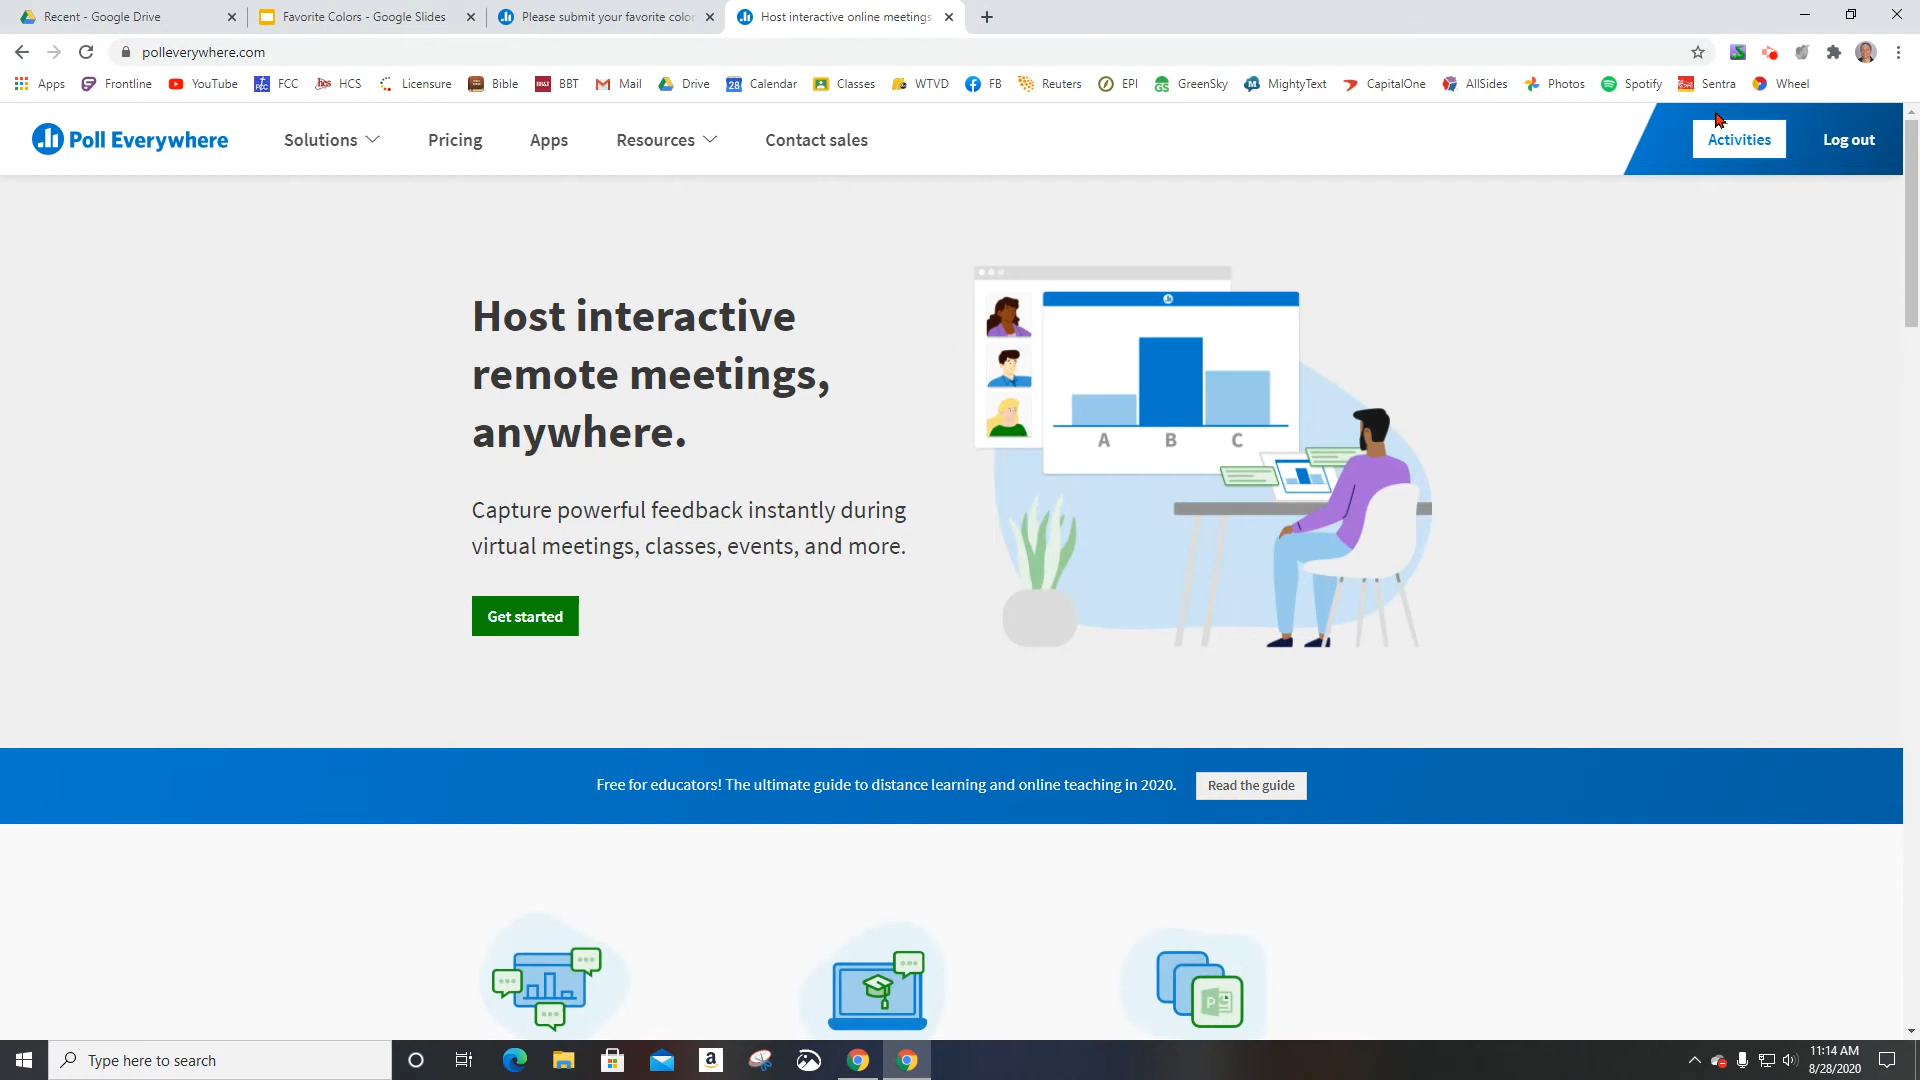 Recent - Google Drive
Favorite Colors - Google Slides
Please submit your favorite color
Host interactive online meetings
polleverywhere.com
Apps Frontline YouTube FCC HCS Licensure Bible BBT Mail Drive Calendar Classes WTVD FB Reuters EPI GreenSky MightyText CapitalOne AllSides Photos Spotify Sentra Wheel
Poll Everywhere
Solutions Pricing Apps Resources Contact sales
Activities Log out
Host interactive
remote meetings,
anywhere.
A B C
Capture powerful feedback instantly during
virtual meetings, classes, events, and more.
Get started
Free for educators! The ultimate guide to distance learning and online teaching in 2020. Read the guide
Type here to search
11:14 AM
8/28/2020